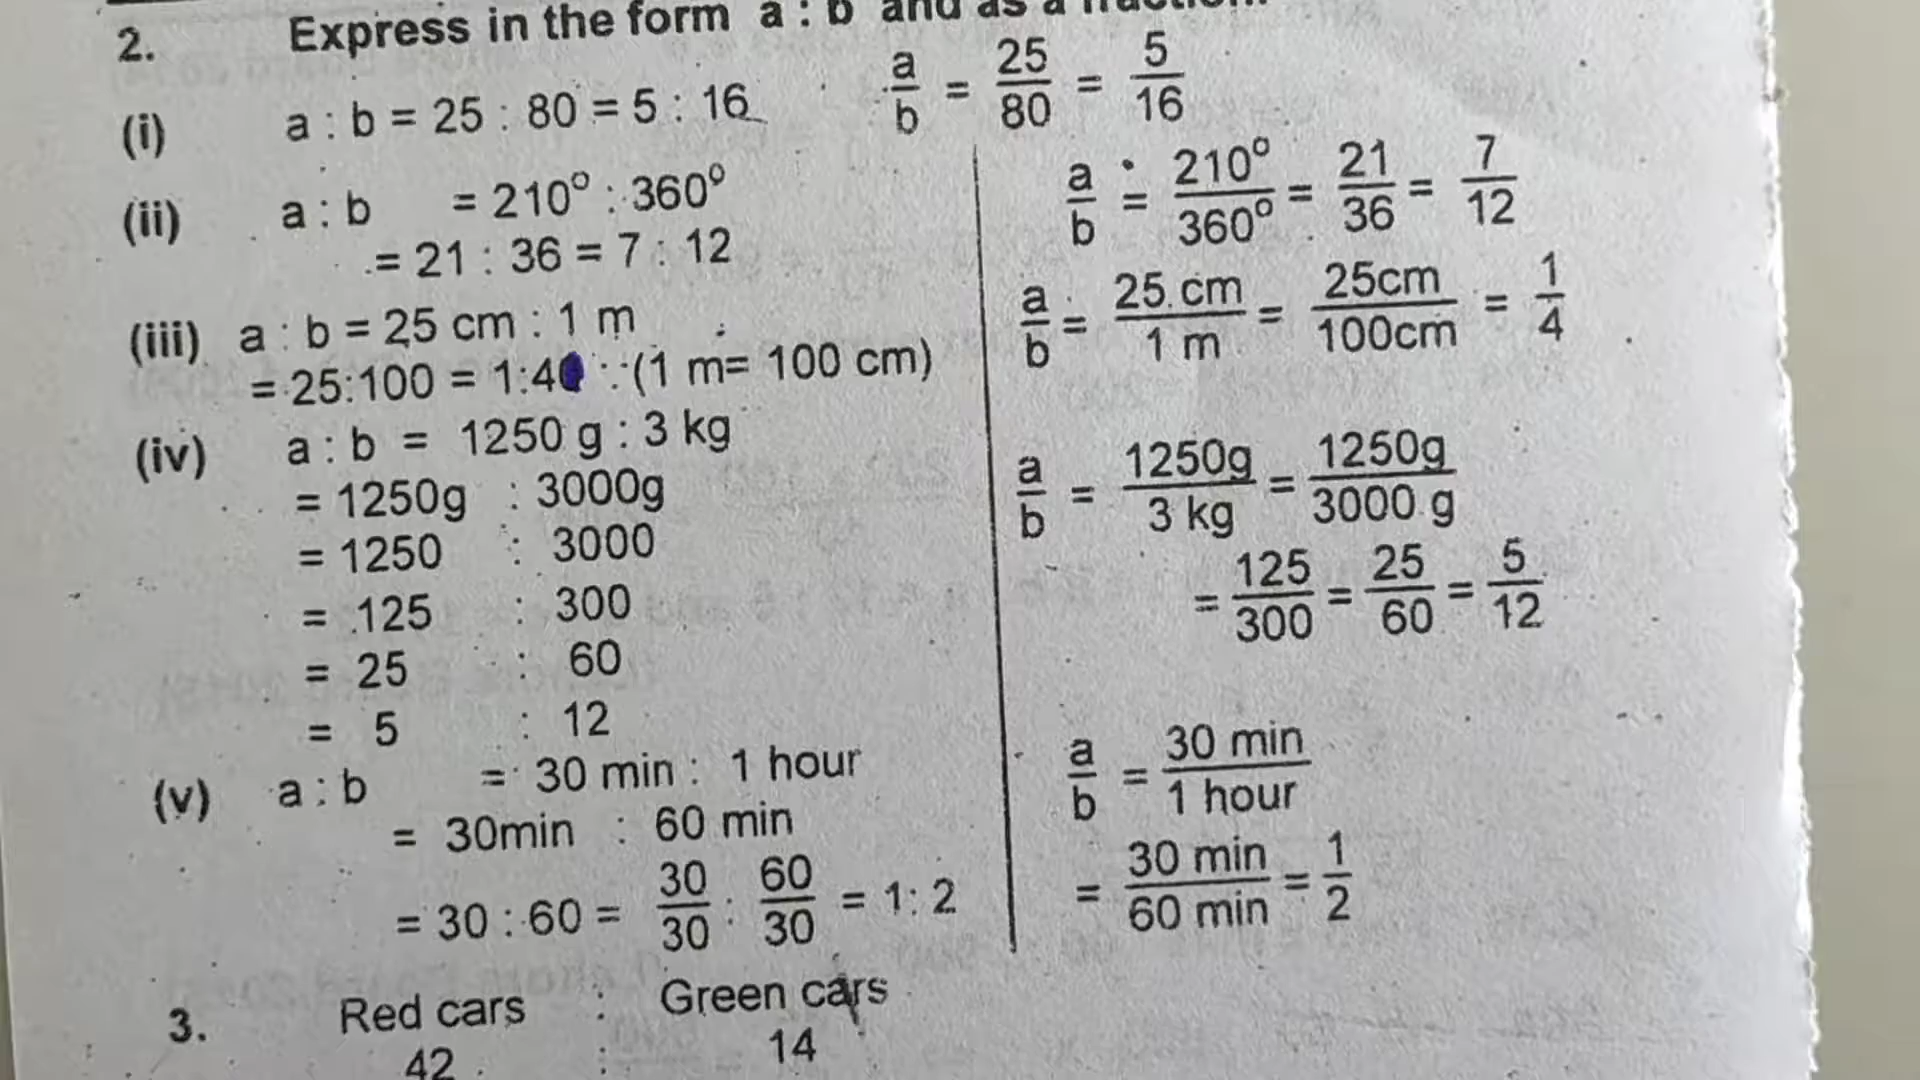 2. Express in the form a : b and as a fraction.
(i) a : b = 25 : 80 = 5 : 16 a/b = 25/80 = 5/16
(ii) a : b = 210° : 360° a/b = 210°/360° = 21/36 = 7/12
= 21 : 36 = 7 : 12
(iii) a : b = 25 cm : 1 m a/b = 25 cm/1 m = 25cm/100cm = 1/4
= 25:100 = 1:4 ∵(1 m= 100 cm)
(iv) a : b = 1250 g : 3 kg a/b = 1250g/3 kg = 1250g/3000 g
= 1250g : 3000g
= 1250 : 3000 = 125/300 = 25/60 = 5/12
= 125 : 300
= 25 : 60
= 5 : 12
(v) a : b = 30 min : 1 hour a/b = 30 min/1 hour
= 30min : 60 min
= 30 : 60 = 30/30 : 60/30 = 1: 2 = 30 min/60 min = 1/2
3. Red cars : Green cars
42 : 14